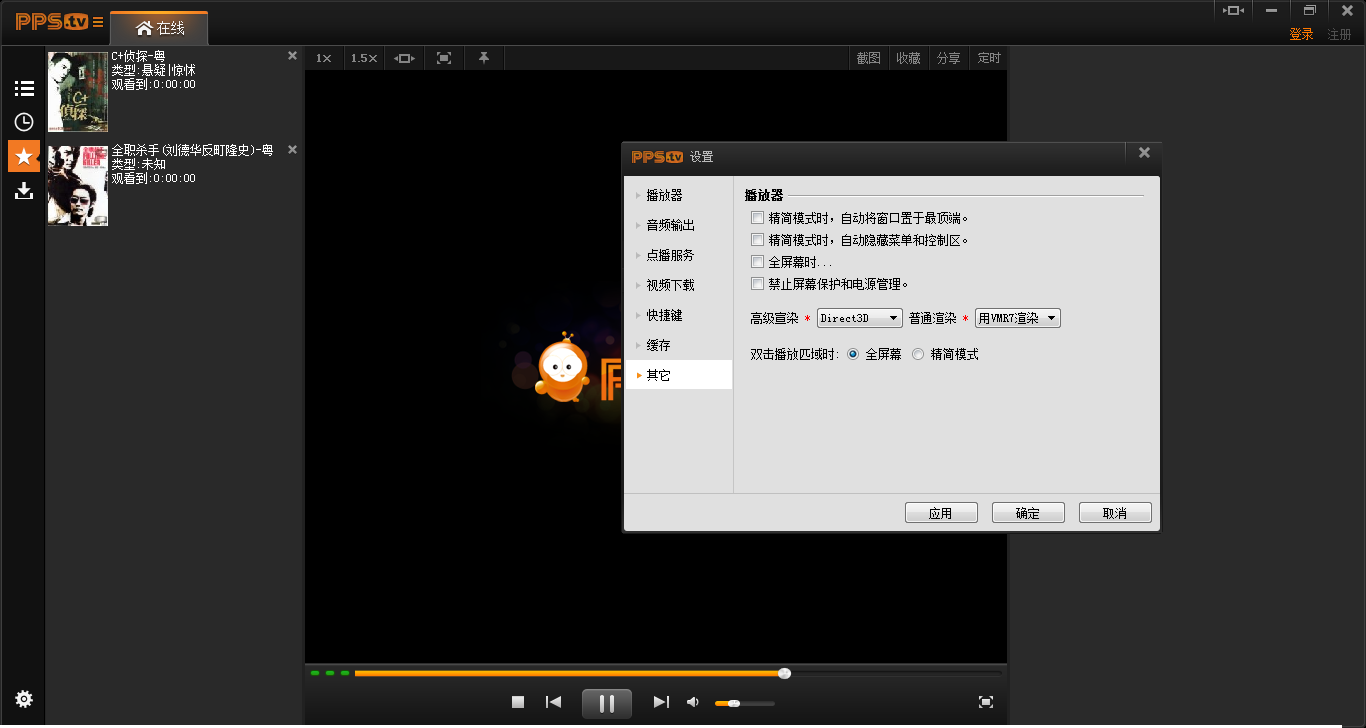 PPS.tv
在线
登录 注册
C+侦探-粤
类型:悬疑|惊怵
观看到:0:00:00
全职杀手(刘德华反町隆史)-粤
类型:未知
观看到:0:00:00
1× 1.5×
截图 收藏 分享 定时
PPS.tv 设置
播放器
音频输出
点播服务
视频下载
快捷键
缓存
其它
播放器
精简模式时，自动将窗口置于最顶端。
精简模式时，自动隐藏菜单和控制区。
全屏幕时...
禁止屏幕保护和电源管理。
高级宣染 * Direct3D 普通渲染 * 用VMR7渲染
双击播放匹域时: 全屏幕 精简模式
应用 确定 取消